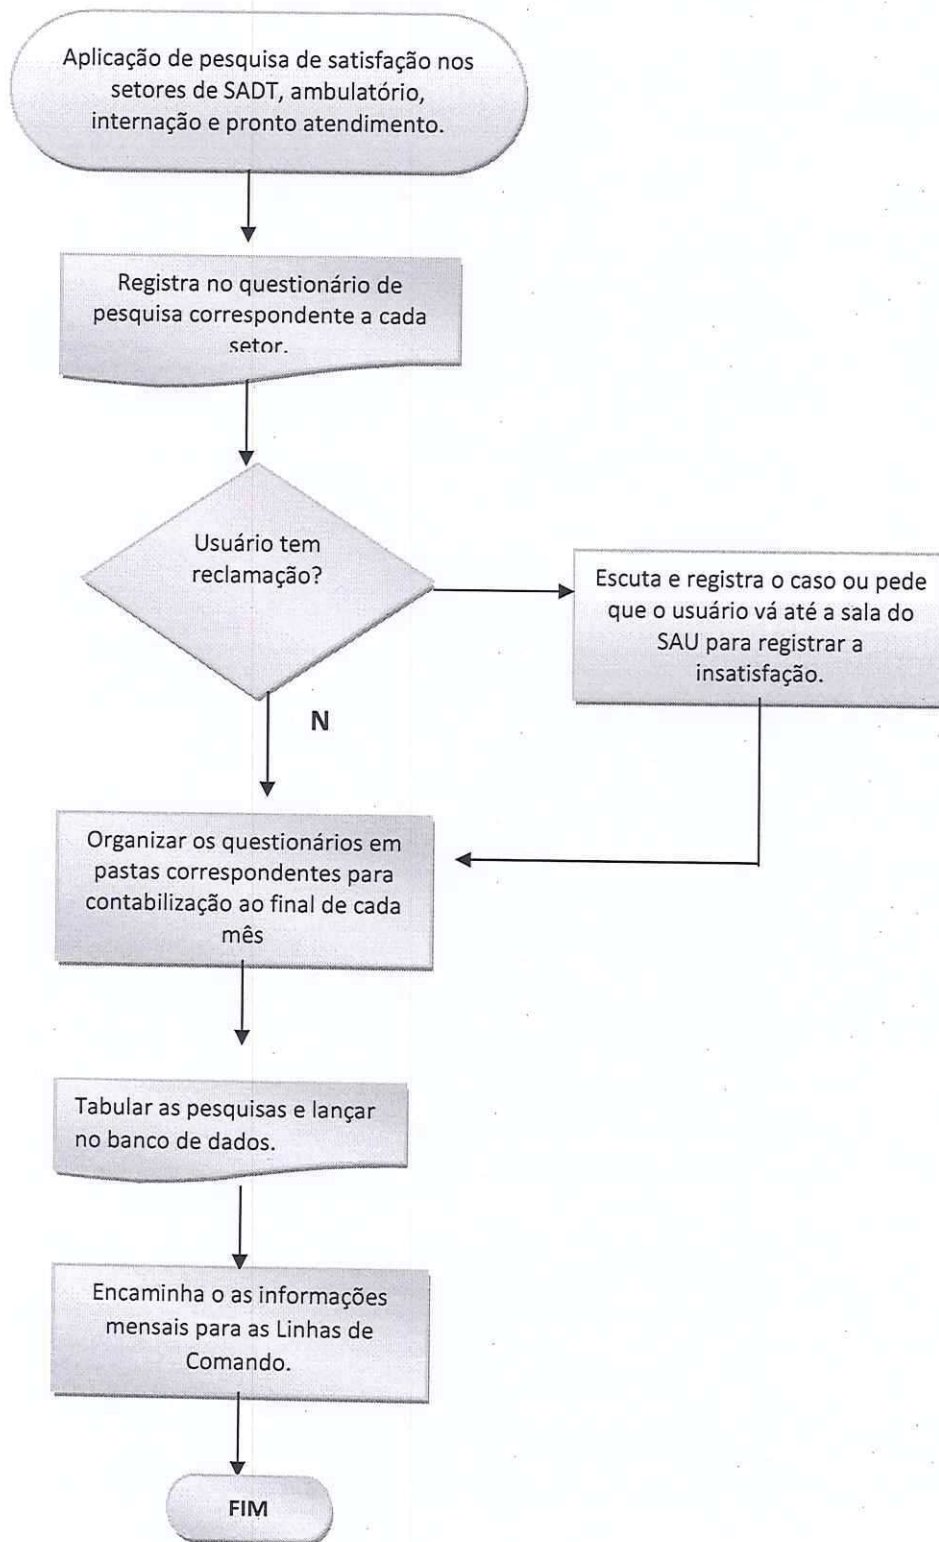 Aplicação de pesquisa de satisfação nos
setores de SADT, ambulatório,
internação e pronto atendimento.
Registra no questionário de
pesquisa correspondente a cada
setor.
Usuário tem
reclamação?
Escuta e registra o caso ou pede
que o usuário vá até a sala do
SAU para registrar a
insatisfação.
N
Organizar os questionários em
pastas correspondentes para
contabilização ao final de cada
mês
Tabular as pesquisas e lançar
no banco de dados.
Encaminha o as informações
mensais para as Linhas de
Comando.
FIM